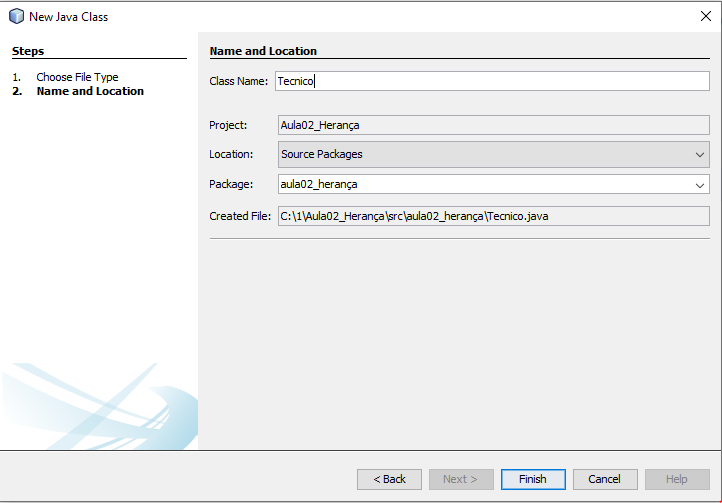 New Java Class
Steps
1. Choose File Type
2. Name and Location
Name and Location
Class Name: Tecnico
Project: Aula02_Herança
Location: Source Packages
Package: aula02_herança
Created File: C:\1\Aula02_Herança\src\aula02_herança\Tecnico.java
< Back Next > Finish Cancel Help